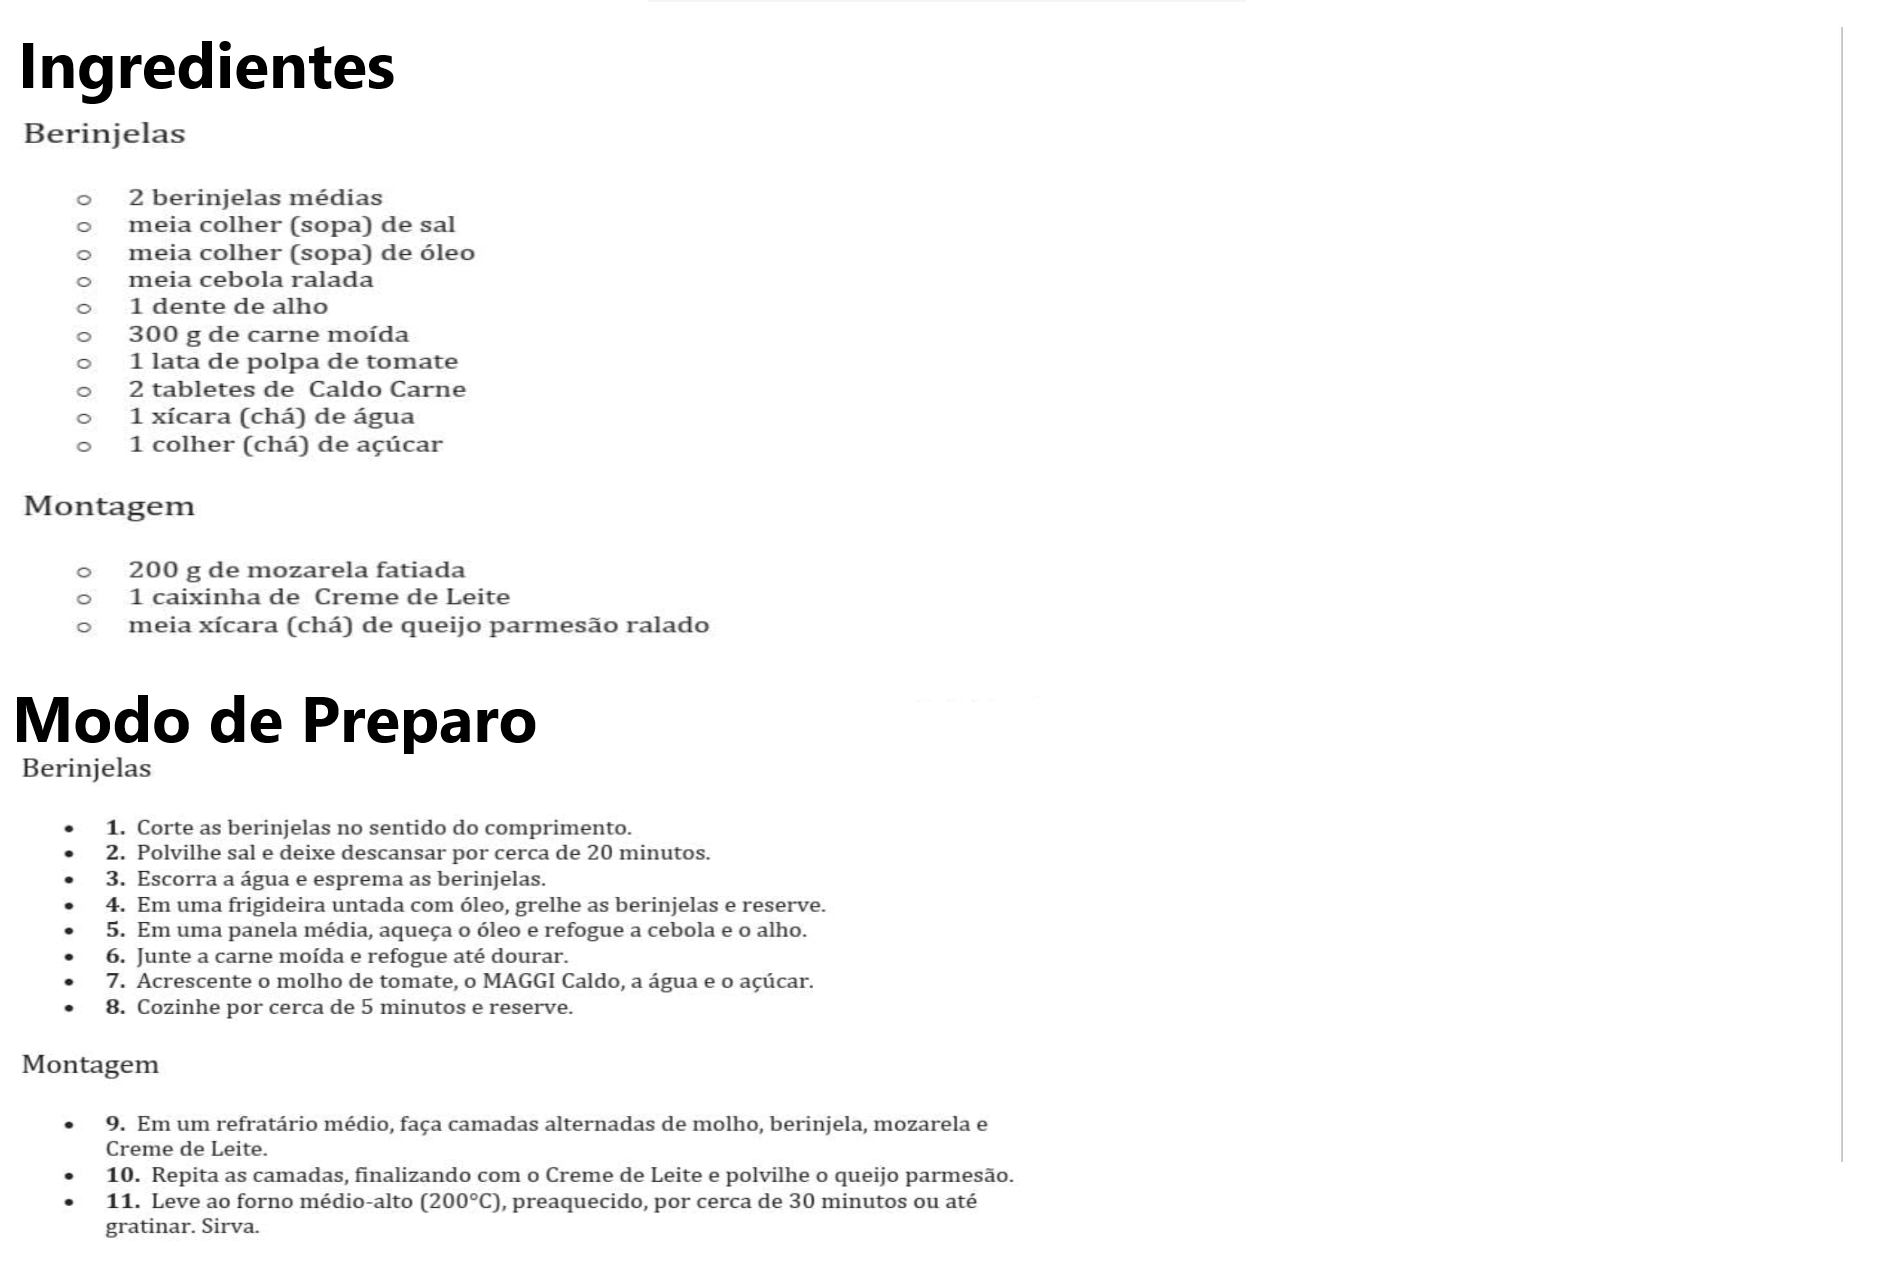 Ingredientes
Berinjelas
o 2 berinjelas médias
o meia colher (sopa) de sal
o meia colher (sopa) de óleo
o meia cebola ralada
o 1 dente de alho
o 300 g de carne moída
o 1 lata de polpa de tomate
o 2 tabletes de  Caldo Carne
o 1 xícara (chá) de água
o 1 colher (chá) de açúcar
Montagem
o 200 g de mozarela fatiada
o 1 caixinha de  Creme de Leite
o meia xícara (chá) de queijo parmesão ralado
Modo de Preparo
Berinjelas
• 1. Corte as berinjelas no sentido do comprimento.
• 2. Polvilhe sal e deixe descansar por cerca de 20 minutos.
• 3. Escorra a água e esprema as berinjelas.
• 4. Em uma frigideira untada com óleo, grelhe as berinjelas e reserve.
• 5. Em uma panela média, aqueça o óleo e refogue a cebola e o alho.
• 6. Junte a carne moída e refogue até dourar.
• 7. Acrescente o molho de tomate, o MAGGI Caldo, a água e o açúcar.
• 8. Cozinhe por cerca de 5 minutos e reserve.
Montagem
• 9. Em um refratário médio, faça camadas alternadas de molho, berinjela, mozarela e
Creme de Leite.
• 10. Repita as camadas, finalizando com o Creme de Leite e polvilhe o queijo parmesão.
• 11. Leve ao forno médio-alto (200°C), preaquecido, por cerca de 30 minutos ou até
gratinar. Sirva.